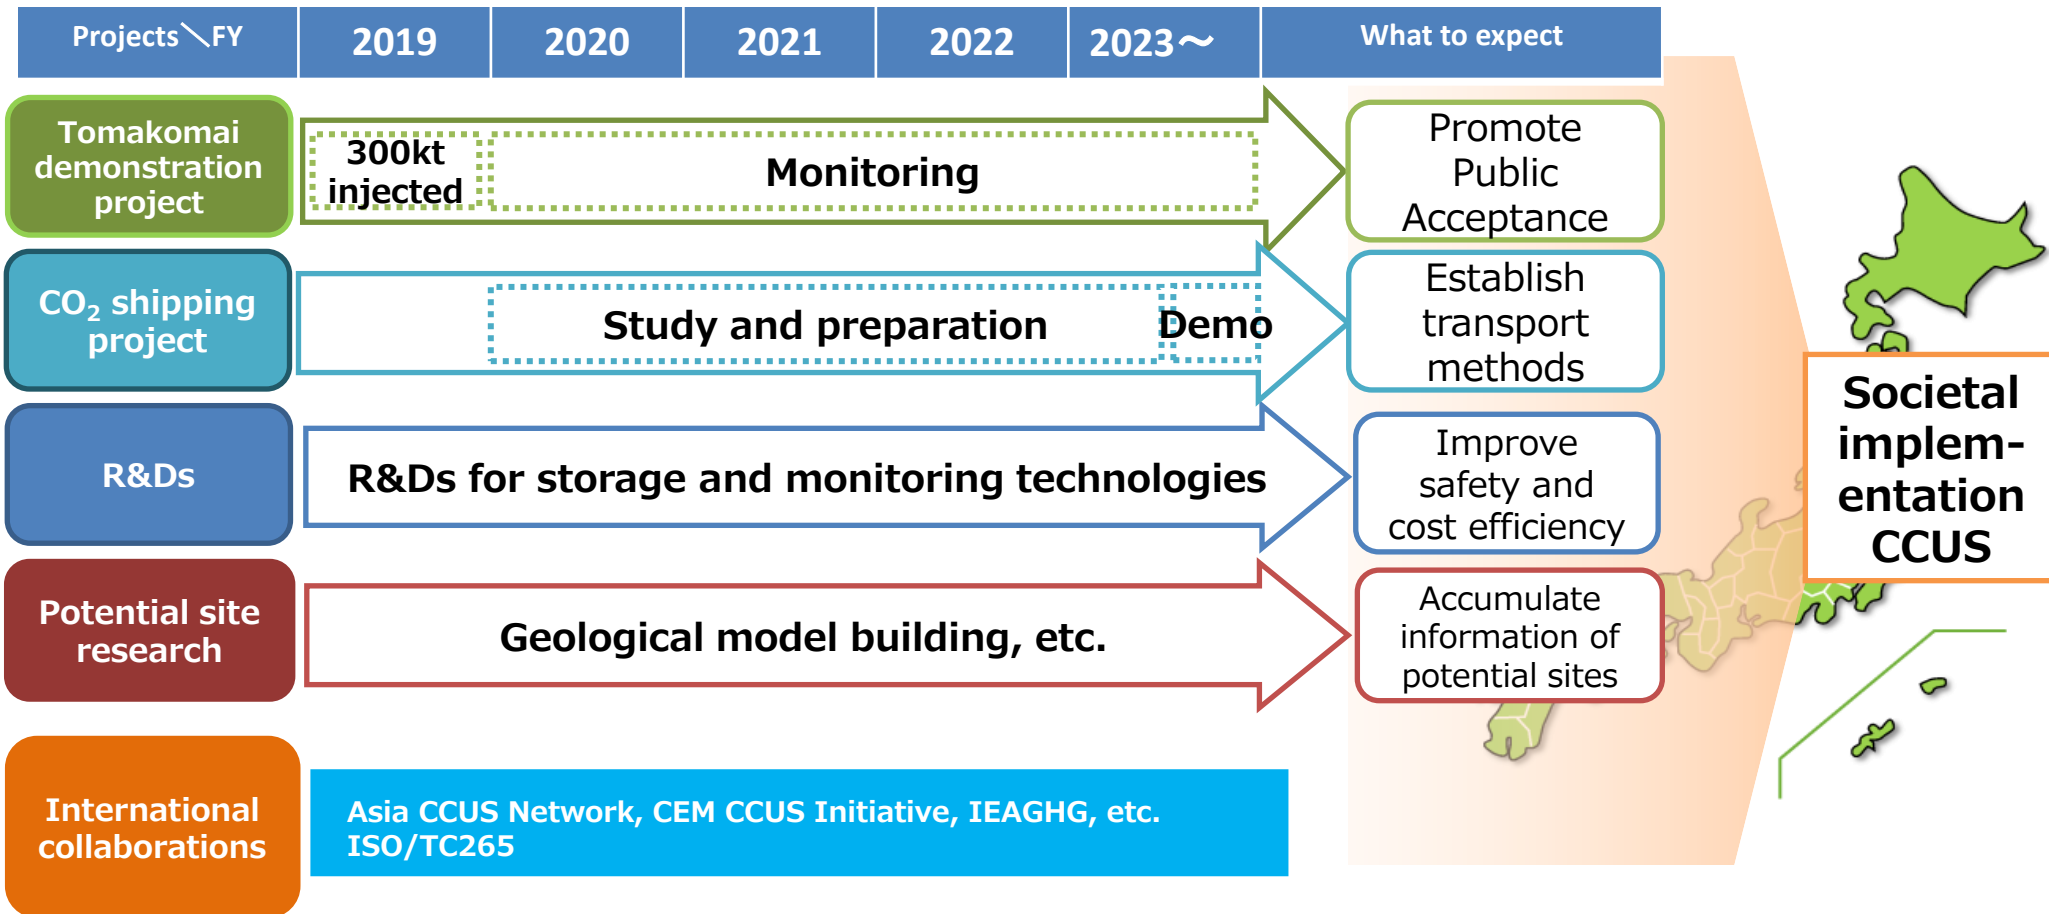 Projects＼FY
2019
2020
2021
2022
2023～
What to expect
Tomakomai
demonstration
project
300kt
injected
Monitoring
Promote
Public
Acceptance
CO₂ shipping
project
Study and preparation
Demo
Establish
transport
methods
R&Ds
R&Ds for storage and monitoring technologies
Improve
safety and
cost efficiency
Potential site
research
Geological model building, etc.
Accumulate
information of
potential sites
International
collaborations
Asia CCUS Network, CEM CCUS Initiative, IEAGHG, etc.
ISO/TC265
Societal
implem-
entation
CCUS